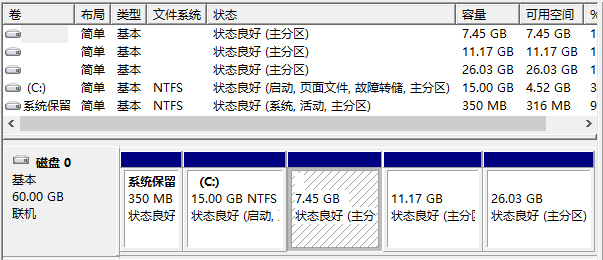 卷 布局 类型 文件系统 状态 容量 可用空间 %
简单 基本 状态良好 (主分区) 7.45 GB 7.45 GB 1
简单 基本 状态良好 (主分区) 11.17 GB 11.17 GB 1
简单 基本 状态良好 (主分区) 26.03 GB 26.03 GB 1
(C:) 简单 基本 NTFS 状态良好 (启动, 页面文件, 故障转储, 主分区) 15.00 GB 4.52 GB 3
系统保留 简单 基本 NTFS 状态良好 (系统, 活动, 主分区) 350 MB 316 MB 9
磁盘 0
基本
60.00 GB
联机
系统保留
350 MB
状态良好
(C:)
15.00 GB NTFS
状态良好 (启动,
7.45 GB
状态良好 (主分
11.17 GB
状态良好 (主分区
26.03 GB
状态良好 (主分区)